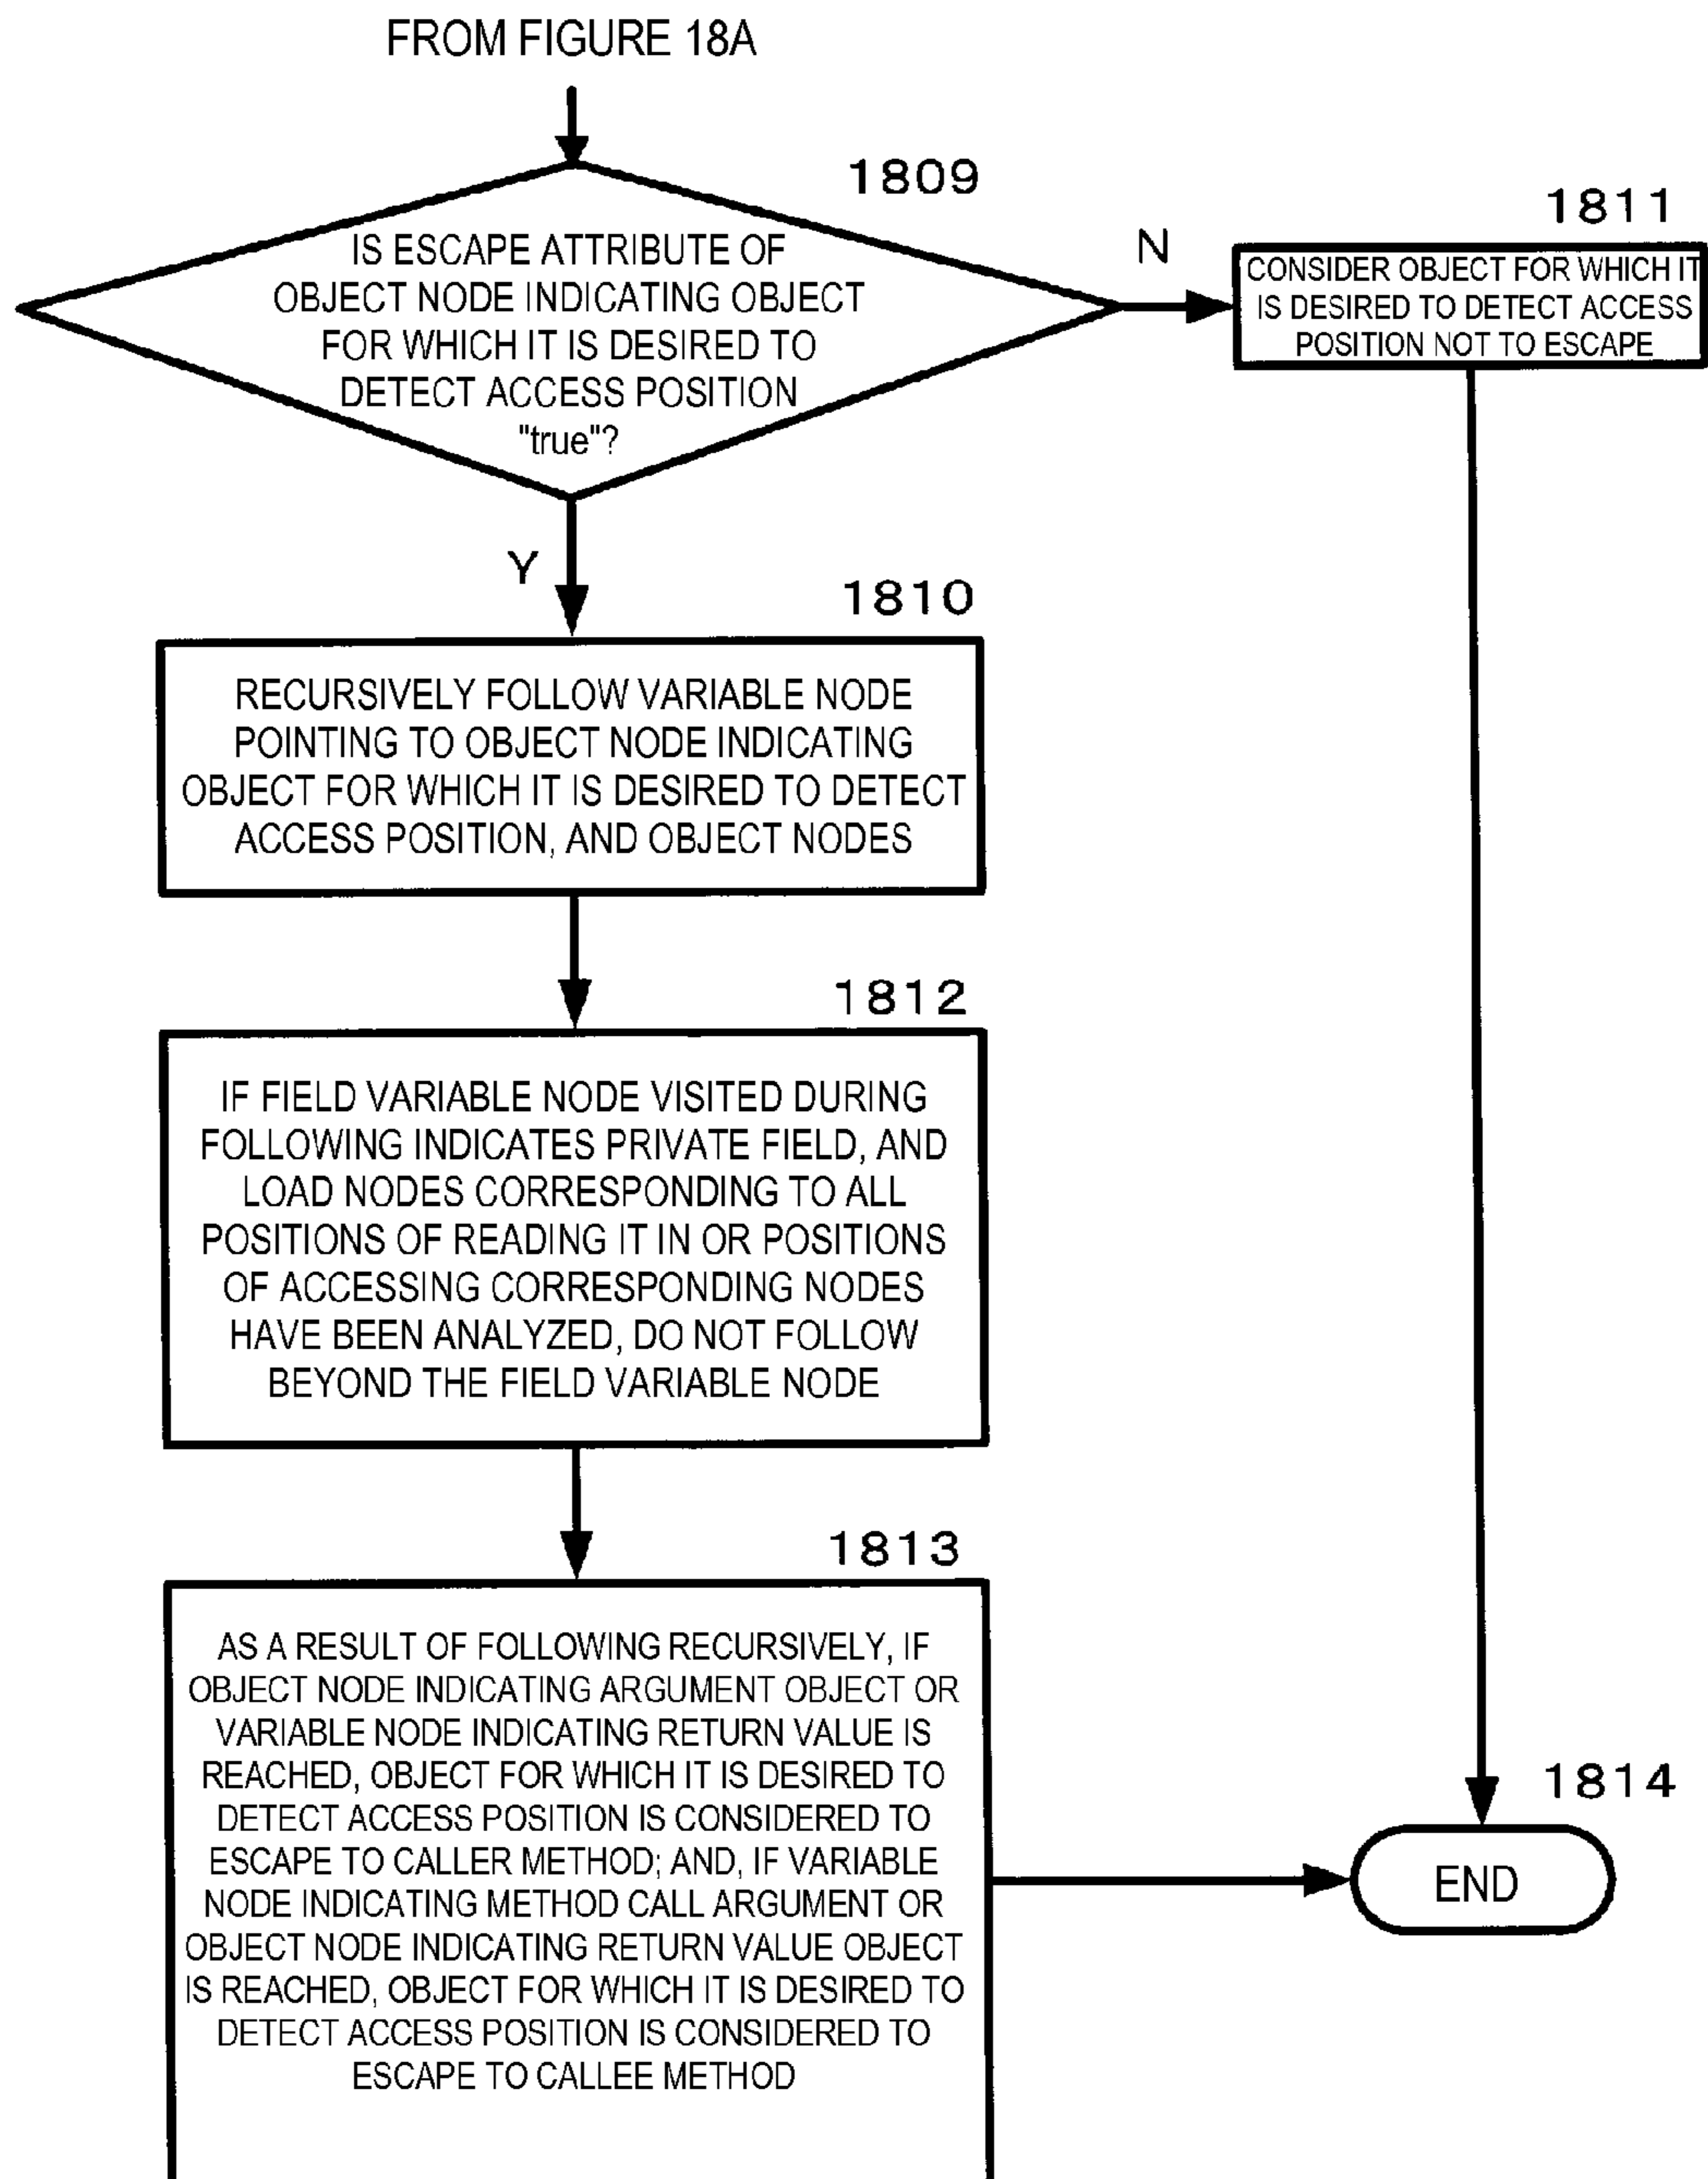 FROM FIGURE 18A
1809
IS ESCAPE ATTRIBUTE OF
OBJECT NODE INDICATING OBJECT
FOR WHICH IT IS DESIRED TO
DETECT ACCESS POSITION
"true"?
N
1811
CONSIDER OBJECT FOR WHICH IT
IS DESIRED TO DETECT ACCESS
POSITION NOT TO ESCAPE
Y
1810
RECURSIVELY FOLLOW VARIABLE NODE
POINTING TO OBJECT NODE INDICATING
OBJECT FOR WHICH IT IS DESIRED TO DETECT
ACCESS POSITION, AND OBJECT NODES
1812
IF FIELD VARIABLE NODE VISITED DURING
FOLLOWING INDICATES PRIVATE FIELD, AND
LOAD NODES CORRESPONDING TO ALL
POSITIONS OF READING IT IN OR POSITIONS
OF ACCESSING CORRESPONDING NODES
HAVE BEEN ANALYZED, DO NOT FOLLOW
BEYOND THE FIELD VARIABLE NODE
1813
AS A RESULT OF FOLLOWING RECURSIVELY, IF
OBJECT NODE INDICATING ARGUMENT OBJECT OR
VARIABLE NODE INDICATING RETURN VALUE IS
REACHED, OBJECT FOR WHICH IT IS DESIRED TO
DETECT ACCESS POSITION IS CONSIDERED TO
ESCAPE TO CALLER METHOD; AND, IF VARIABLE
NODE INDICATING METHOD CALL ARGUMENT OR
OBJECT NODE INDICATING RETURN VALUE OBJECT
IS REACHED, OBJECT FOR WHICH IT IS DESIRED TO
DETECT ACCESS POSITION IS CONSIDERED TO
ESCAPE TO CALLEE METHOD
1814
END